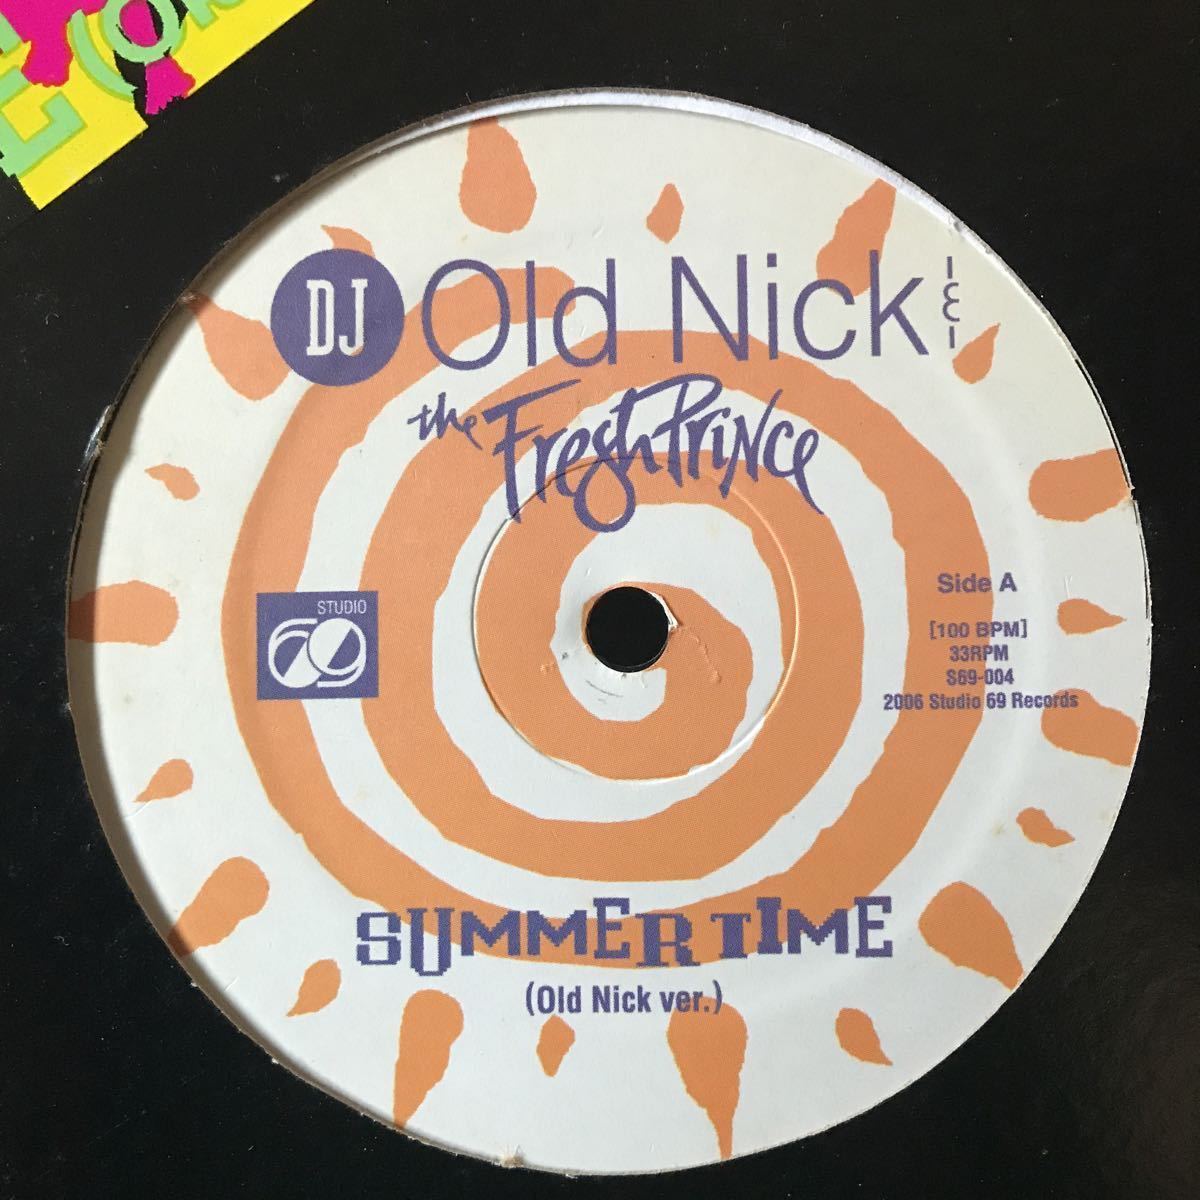 DJ Old Nick &
the Fresh Prince
STUDIO
69
Side A
[100 BPM]
33RPM
S69-004
2006 Studio 69 Records
SUMMERTIME
(Old Nick ver.)